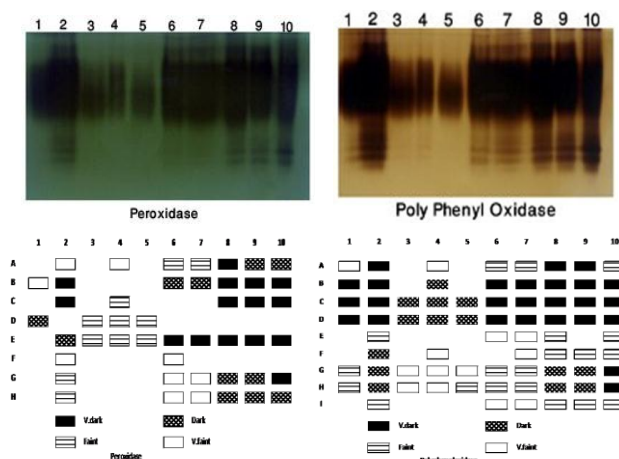 1 2 3 4 5 6 7 8 9 10
Peroxidase
1 2 3 4 5 6 7 8 9 10
Poly Phenyl Oxidase
1 2 3 4 5 6 7 8 9 10
A
B
C
D
E
F
G
H
V.dark Dark
Faint V.faint
Peroxidase
1 2 3 4 5 6 7 8 9 10
A
B
C
D
E
F
G
H
I
V.dark Dark
Faint V.faint